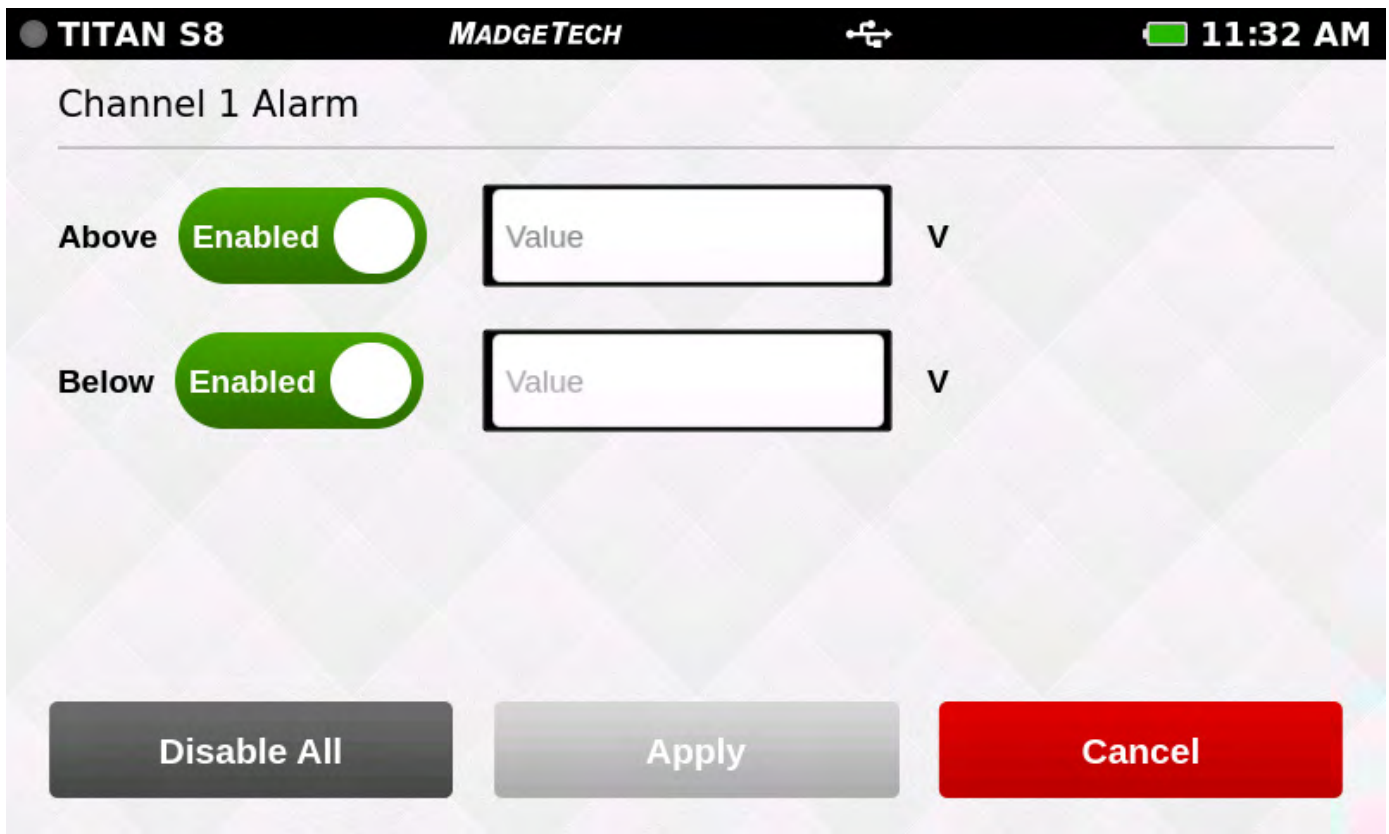 TITAN S8 MADGETECH 11:32 AM
Channel 1 Alarm
Above Enabled Value V
Below Enabled Value V
Disable All Apply Cancel